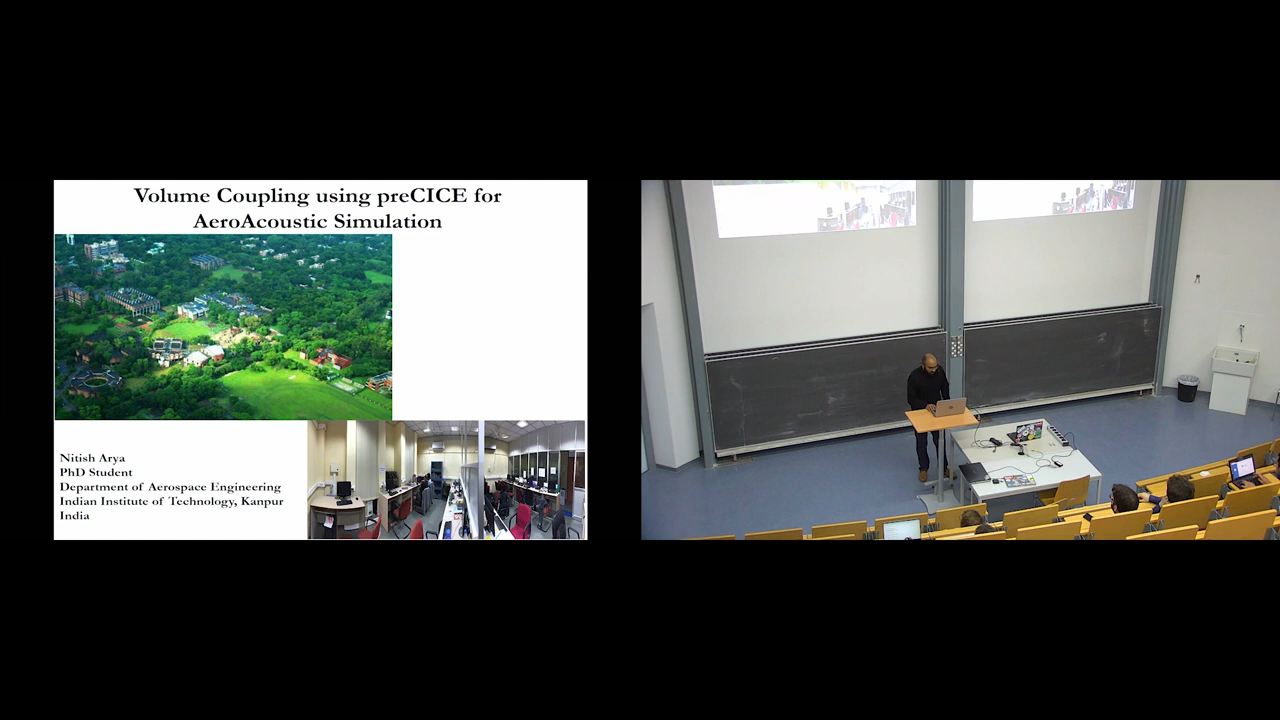 Volume Coupling using preCICE for
AeroAcoustic Simulation
Nitish Arya
PhD Student
Department of Aerospace Engineering
Indian Institute of Technology, Kanpur
India